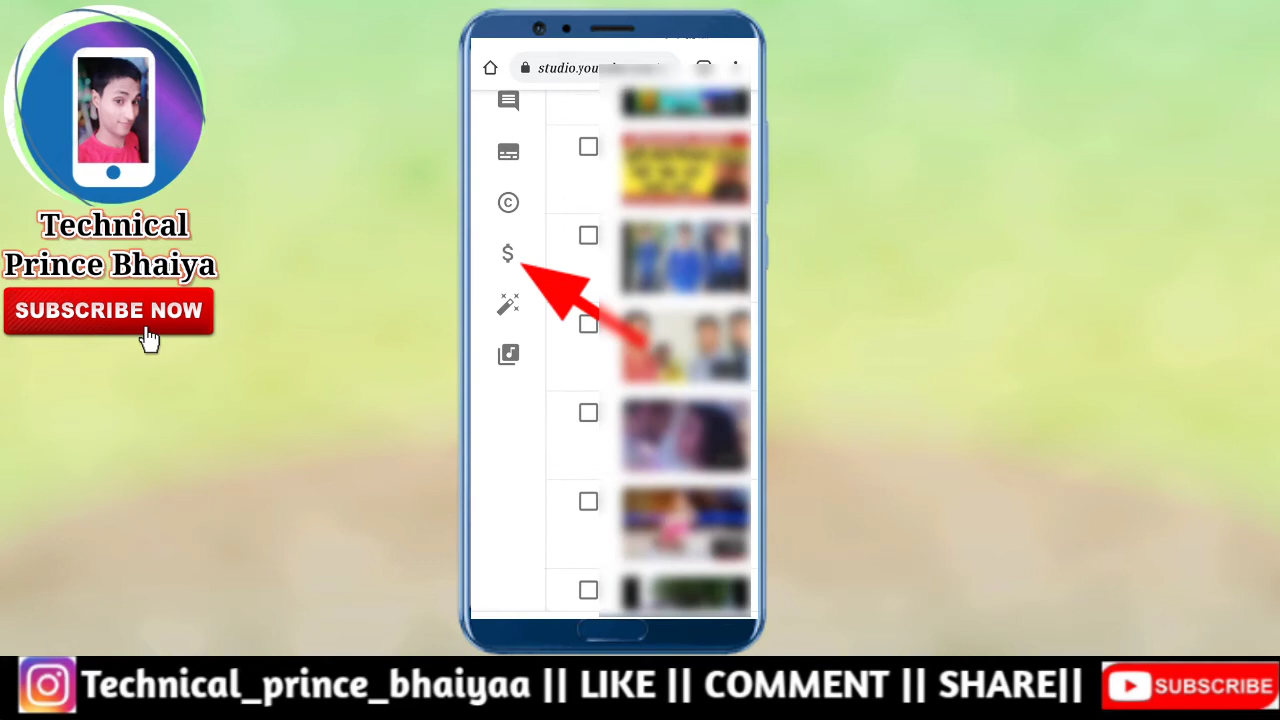 studio.you
Technical
Prince Bhaiya
SUBSCRIBE NOW
Technical_prince_bhaiyaa || LIKE || COMMENT || SHARE||
SUBSCRIBE